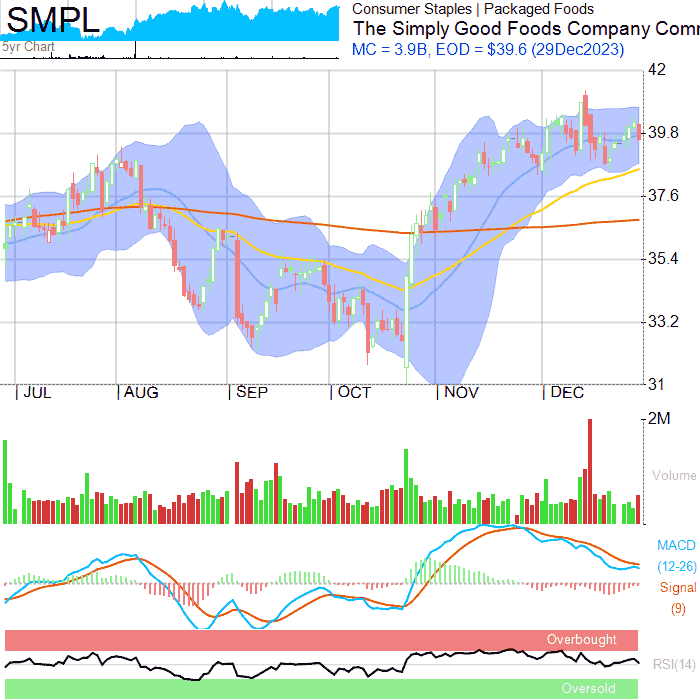 SMPL
5yr Chart
Consumer Staples | Packaged Foods
The Simply Good Foods Company Com
MC = 3.9B, EOD = $39.6 (29Dec2023)
42
39.8
37.6
35.4
33.2
31
JUL AUG SEP OCT NOV DEC
2M
Volume
MACD
(12-26)
Signal
(9)
Overbought
RSI(14)
Oversold